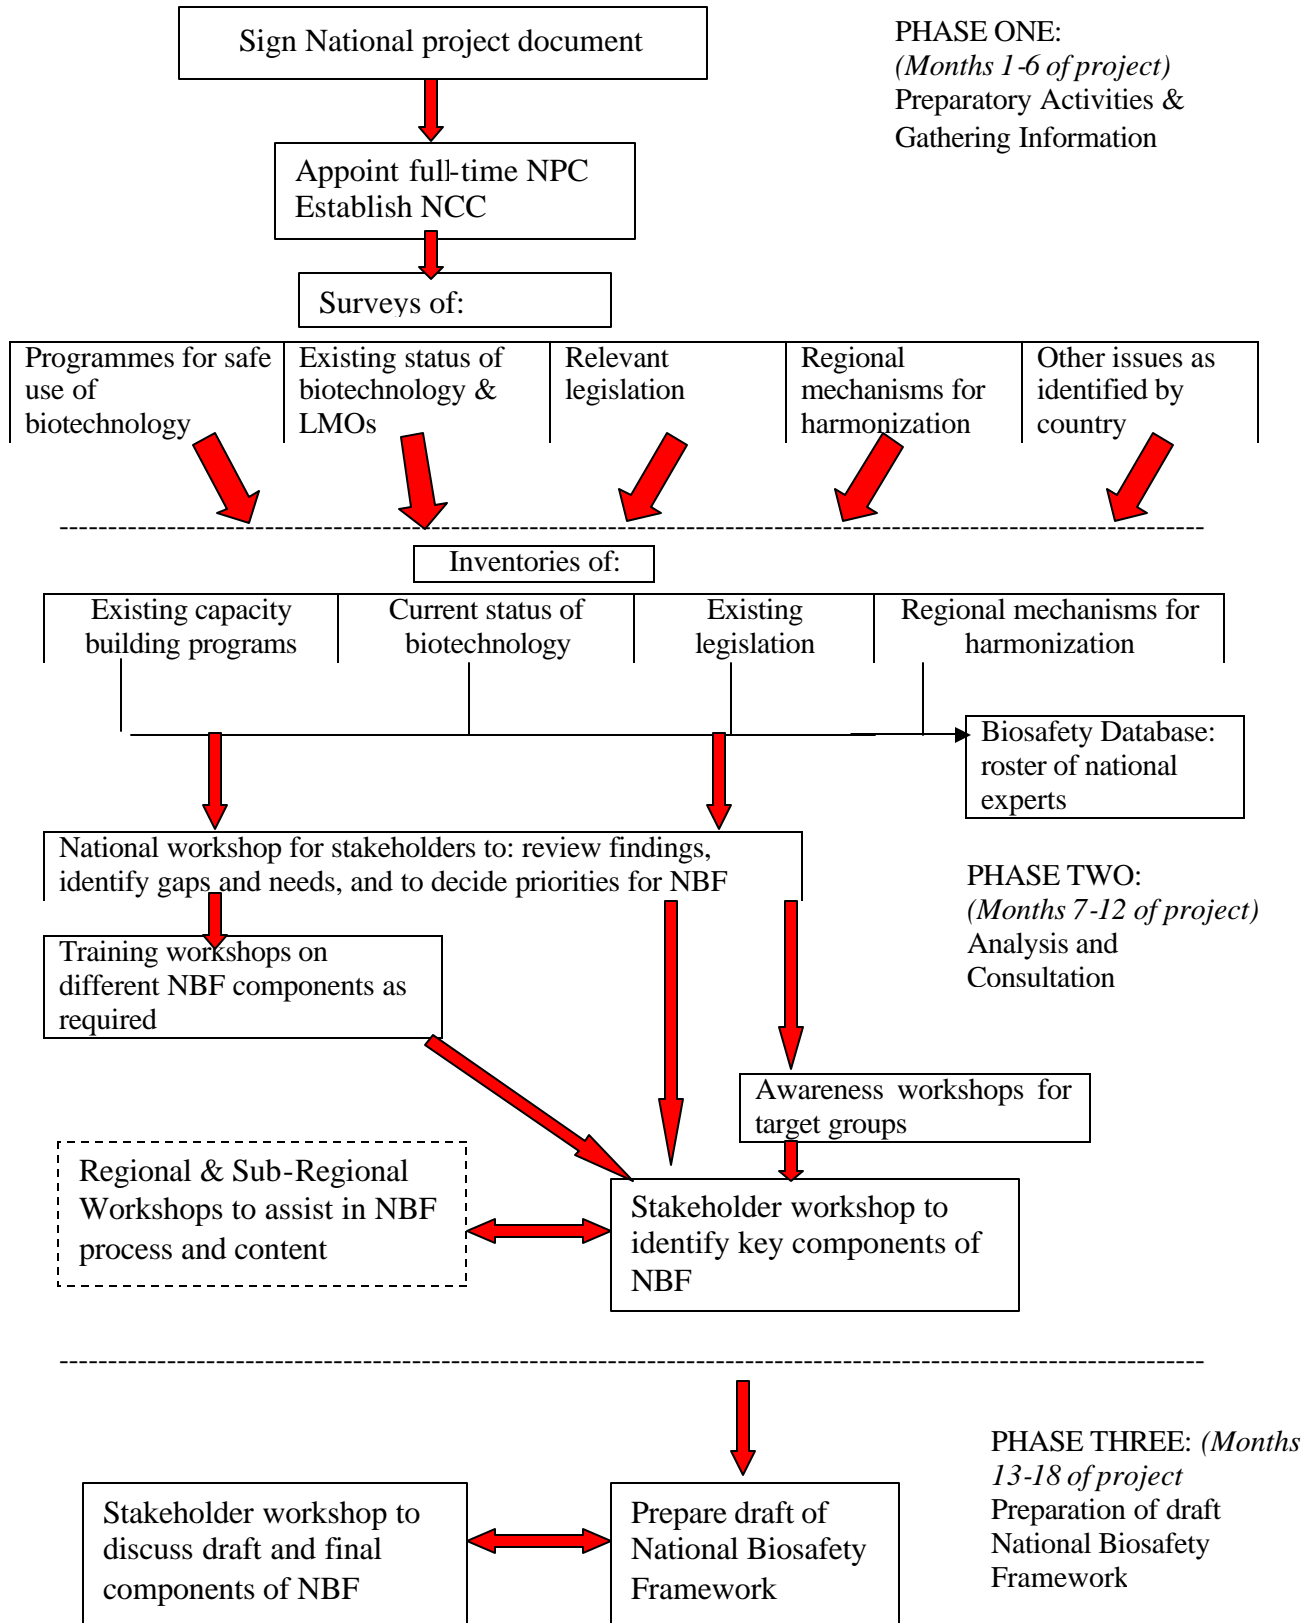 Sign National project document
PHASE ONE:
(Months 1-6 of project)
Preparatory Activities &
Gathering Information
Appoint full-time NPC
Establish NCC
Surveys of:
Programmes for safe
use of
biotechnology
Existing status of
biotechnology &
LMOs
Relevant
legislation
Regional
mechanisms for
harmonization
Other issues as
identified by
country
Inventories of:
Existing capacity
building programs
Current status of
biotechnology
Existing
legislation
Regional mechanisms for
harmonization
Biosafety Database:
roster of national
experts
National workshop for stakeholders to: review findings,
identify gaps and needs, and to decide priorities for NBF
PHASE TWO:
(Months 7-12 of project)
Analysis and
Consultation
Training workshops on
different NBF components as
required
Awareness workshops for
target groups
Regional & Sub-Regional
Workshops to assist in NBF
process and content
Stakeholder workshop to
identify key components of
NBF
PHASE THREE: (Months
13-18 of project
Preparation of draft
National Biosafety
Framework
Stakeholder workshop to
discuss draft and final
components of NBF
Prepare draft of
National Biosafety
Framework